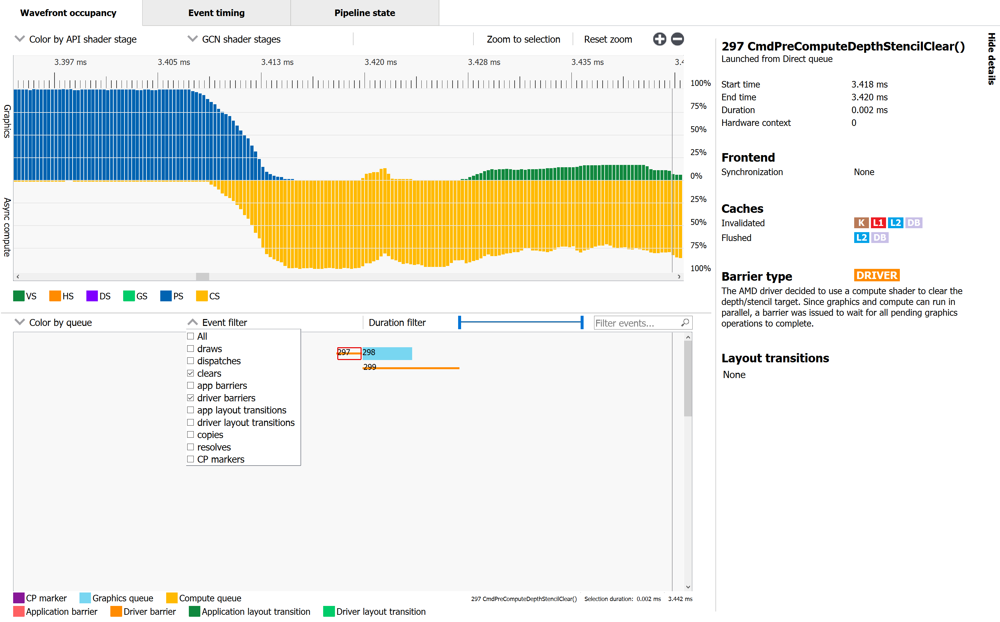 Wavefront occupancy
Event timing
Pipeline state
Color by API shader stage
GCN shader stages
Zoom to selection
Reset zoom
3.397 ms
3.405 ms
3.413 ms
3.420 ms
3.428 ms
3.435 ms
Graphics
Async compute
100%
75%
50%
25%
0%
25%
50%
75%
100%
VS
HS
DS
GS
PS
CS
Color by queue
Event filter
Duration filter
Filter events...
All
draws
dispatches
clears
app barriers
driver barriers
app layout transitions
driver layout transitions
copies
resolves
CP markers
297
298
299
CP marker
Graphics queue
Compute queue
297 CmdPreComputeDepthStencilClear()
Selection duration: 0.002 ms
3.442 ms
Application barrier
Driver barrier
Application layout transition
Driver layout transition
Hide details
297 CmdPreComputeDepthStencilClear()
Launched from Direct queue
Start time 3.418 ms
End time 3.420 ms
Duration 0.002 ms
Hardware context 0
Frontend
Synchronization None
Caches
Invalidated K L1 L2 DB
Flushed L2 DB
Barrier type DRIVER
The AMD driver decided to use a compute shader to clear the
depth/stencil target. Since graphics and compute can run in
parallel, a barrier was issued to wait for all pending graphics
operations to complete.
Layout transitions
None